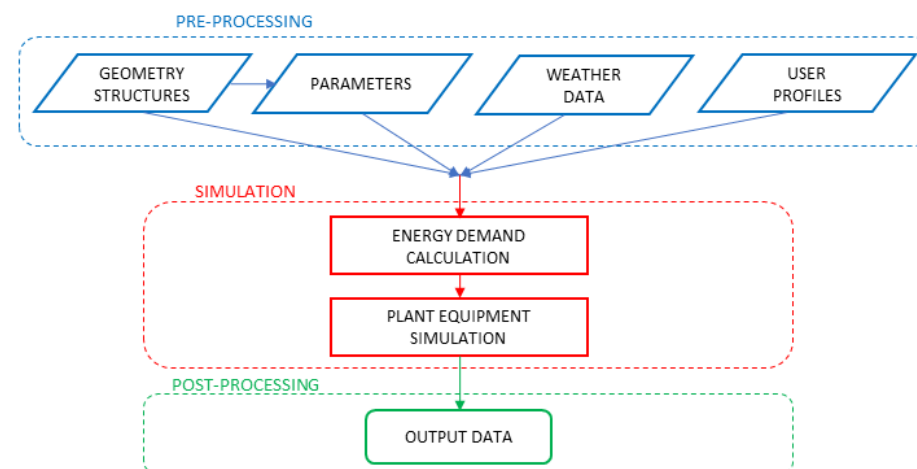 PRE-PROCESSING
GEOMETRY
STRUCTURES
PARAMETERS
WEATHER
DATA
USER
PROFILES
SIMULATION
ENERGY DEMAND
CALCULATION
PLANT EQUIPMENT
SIMULATION
POST-PROCESSING
OUTPUT DATA